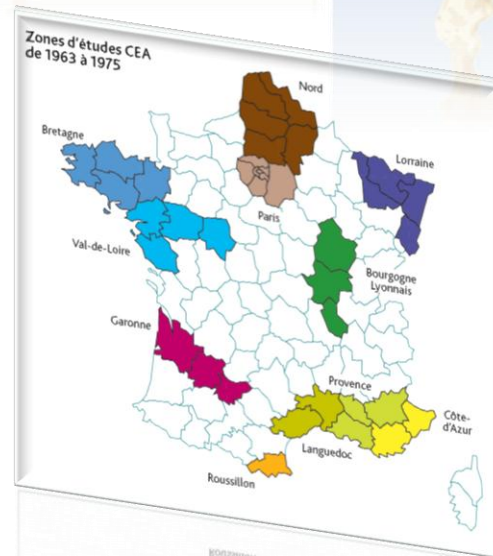 Zones d'études CEA
de 1963 à 1975
Nord
Bretagne
Lorraine
Paris
Val-de-Loire
Bourgogne
Lyonnais
Garonne
Provence
Côte-
d'Azur
Languedoc
Roussillon